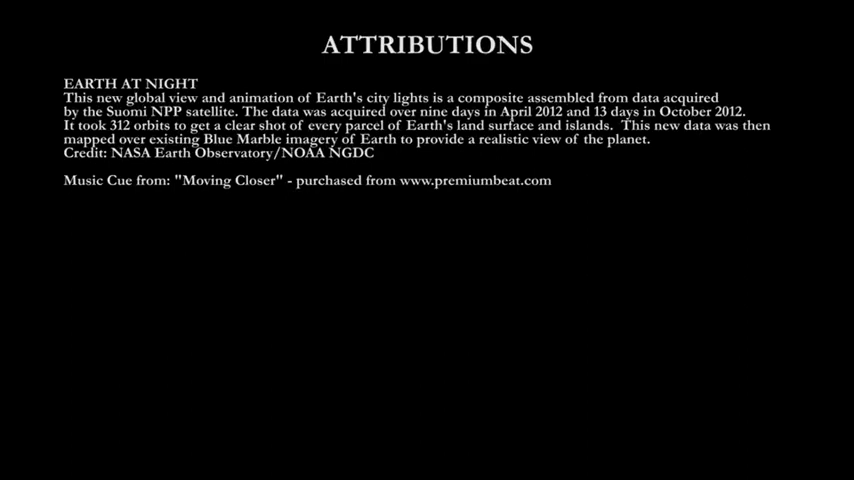 ATTRIBUTIONS
EARTH AT NIGHT
This new global view and animation of Earth's city lights is a composite assembled from data acquired
by the Suomi NPP satellite. The data was acquired over nine days in April 2012 and 13 days in October 2012.
It took 312 orbits to get a clear shot of every parcel of Earth's land surface and islands.  This new data was then
mapped over existing Blue Marble imagery of Earth to provide a realistic view of the planet.
Credit: NASA Earth Observatory/NOAA NGDC
Music Cue from: "Moving Closer" - purchased from www.premiumbeat.com